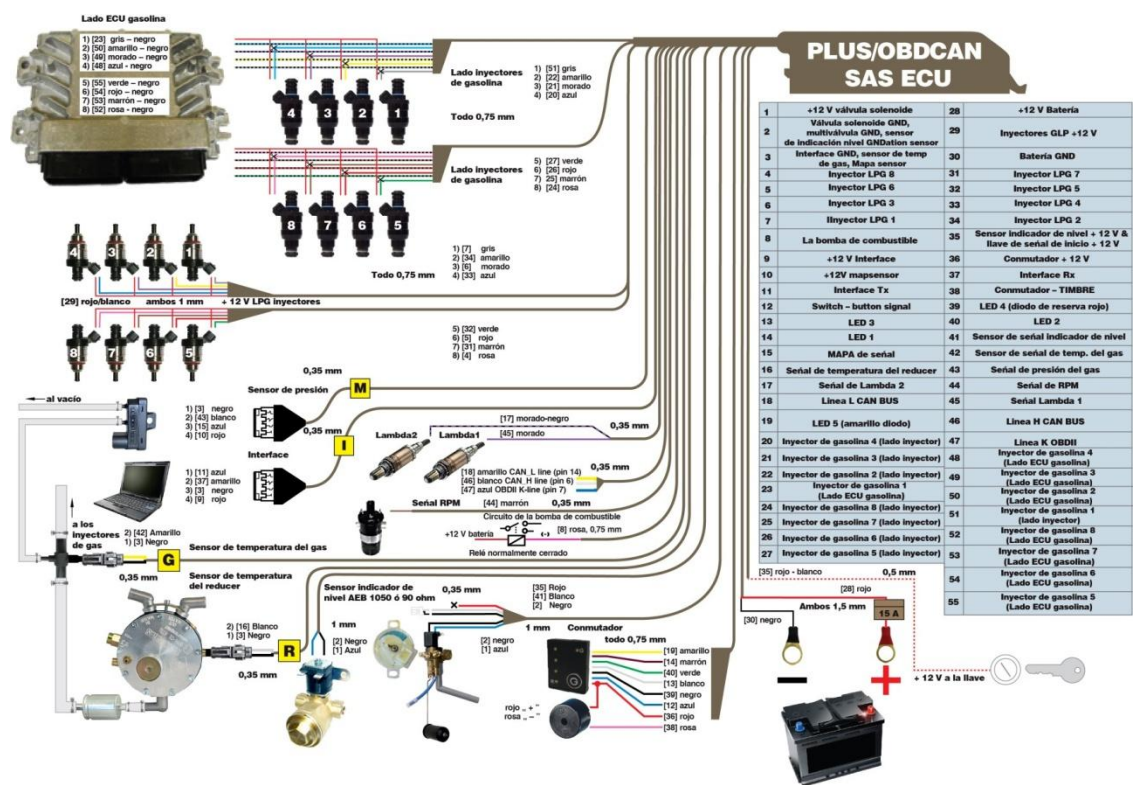 Lado ECU gasolina
1) [23] gris – negro
2) [50] amarillo – negro
3) [49] morado – negro
4) [48] azul - negro
5) [55] verde – negro
6) [54] rojo – negro
7) [53] marrón – negro
8) [52] rosa - negro
4
3
2
1
Lado inyectores
de gasolina
1) [51] gris
2) [22] amarillo
3) [21] morado
4) [20] azul
Todo 0,75 mm
8
7
6
5
Lado inyectores
de gasolina
5) [27] verde
6) [26] rojo
7) [25] marrón
8) [24] rosa
4
3
2
1
1) [7] gris
2) [34] amarillo
3) [6] morado
4) [33] azul
Todo 0,75 mm
[29] rojo/blanco ambos 1 mm + 12 V LPG inyectores
8
7
6
5
5) [32] verde
6) [5] rojo
7) [31] marrón
8) [4] rosa
al vacío
0,35 mm
Sensor de presión
M
1) [3] negro
2) [43] blanco
3) [15] azul
4) [10] rojo
0,35 mm
I
Interface
1) [11] azul
2) [37] amarillo
3) [3] negro
4) [9] rojo
[17] morado-negro
[45] morado
0,35 mm
Lambda2
Lambda1
[18] amarillo CAN_L line (pin 14)
[46] blanco CAN_H line (pin 6)
[47] azul OBDII K-line (pin 7)
0,35 mm
Señal RPM
[44] marrón
0,35 mm
Circuito de la bomba de combustible
+12 V batería
(-)
[8] rosa, 0,75 mm
Relé normalmente cerrado
a los
inyectores
de gas
2) [42] Amarillo
1) [3] Negro
0,35 mm
G
Sensor de temperatura del gas
Sensor de temperatura
del reducer
2) [16] Blanco
1) [3] Negro
0,35 mm
R
Sensor indicador de
nivel AEB 1050 ó 90 ohm
0,35 mm
[35] Rojo
[41] Blanco
[2] Negro
1 mm
[2] Negro
[1] Azul
1 mm
[2] negro
[1] azul
Conmutador
todo 0,75 mm
[19] amarillo
[14] marrón
[40] verde
[13] blanco
[39] negro
[12] azul
[36] rojo
[38] rosa
rojo „ + “
rosa „ – “
PLUS/OBDCAN
SAS ECU
1 +12 V válvula solenoide
2 Válvula solenoide GND,
multiválvula GND, sensor
de indicación nivel GNDation sensor
3 Interface GND, sensor de temp
de gas, Mapa sensor
4 Inyector LPG 8
5 Inyector LPG 6
6 Inyector LPG 3
7 IInyector LPG 1
8 La bomba de combustible
9 +12 V Interface
10 +12V mapsensor
11 Interface Tx
12 Switch – button signal
13 LED 3
14 LED 1
15 MAPA de señal
16 Señal de temperatura del reducer
17 Señal de Lambda 2
18 Linea L CAN BUS
19 LED 5 (amarillo diodo)
20 Inyector de gasolina 4 (lado inyector)
21 Inyector de gasolina 3 (lado inyector)
22 Inyector de gasolina 2 (lado inyector)
23 Inyector de gasolina 1
(Lado ECU gasolina)
24 Inyector de gasolina 8 (lado inyector)
25 Inyector de gasolina 7 (lado inyector)
26 Inyector de gasolina 6 (lado inyector)
27 Inyector de gasolina 5 (lado inyector)
28 +12 V Batería
29 Inyectores GLP +12 V
30 Batería GND
31 Inyector LPG 7
32 Inyector LPG 5
33 Inyector LPG 4
34 Inyector LPG 2
35 Sensor indicador de nivel + 12 V &
llave de señal de inicio + 12 V
36 Conmutador + 12 V
37 Interface Rx
38 Conmutador – TIMBRE
39 LED 4 (diodo de reserva rojo)
40 LED 2
41 Sensor de señal indicador de nivel
42 Sensor de señal de temp. del gas
43 Señal de presión del gas
44 Señal de RPM
45 Señal Lambda 1
46 Linea H CAN BUS
47 Linea K OBDII
48 Inyector de gasolina 4
(Lado ECU gasolina)
49 Inyector de gasolina 3
(Lado ECU gasolina)
50 Inyector de gasolina 2
(Lado ECU gasolina)
51 Inyector de gasolina 1
(lado inyector)
52 Inyector de gasolina 8
(Lado ECU gasolina)
53 Inyector de gasolina 7
(Lado ECU gasolina)
54 Inyector de gasolina 6
(Lado ECU gasolina)
55 Inyector de gasolina 5
(Lado ECU gasolina)
[35] rojo - blanco
0,5 mm
[28] rojo
Ambos 1,5 mm
15 A
[30] negro
+ 12 V a la llave